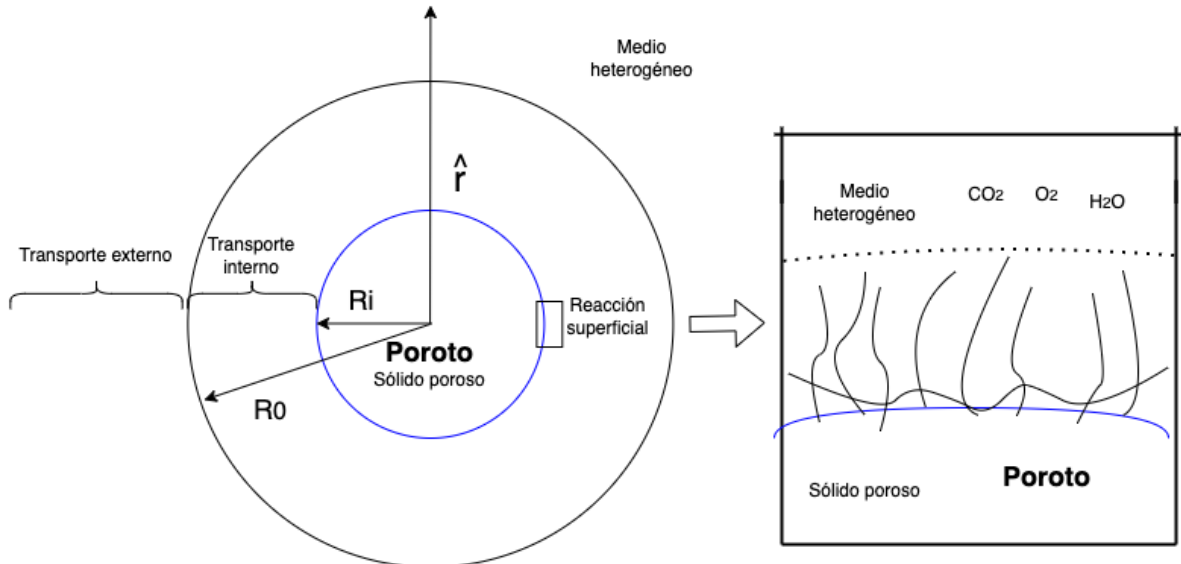 Medio
heterogéneo
r̂
Transporte externo
Transporte
interno
Ri
Reacción
superficial
Poroto
Sólido poroso
R0
Medio
heterogéneo
CO2
O2
H2O
Poroto
Sólido poroso